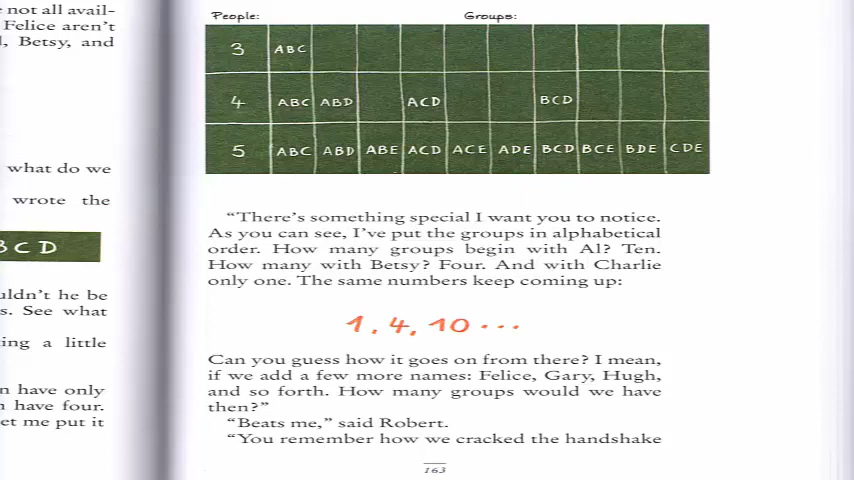 not all avail-
Felice aren't
Betsy, and
what do we
wrote the
CD
he be
See what
a little
have only
have four.
me put it
People: Groups:
3 ABC
4 ABC ABD ACD BCD
5 ABC ABD ABE ACD ACE ADE BCD BCE BDE CDE
"There's something special I want you to notice.
As you can see, I've put the groups in alphabetical
order. How many groups begin with Al? Ten.
How many with Betsy? Four. And with Charlie
only one. The same numbers keep coming up:
1, 4, 10 ...
Can you guess how it goes on from there? I mean,
if we add a few more names: Felice, Gary, Hugh,
and so forth. How many groups would we have
then?"
"Beats me," said Robert.
"You remember how we cracked the handshake
163